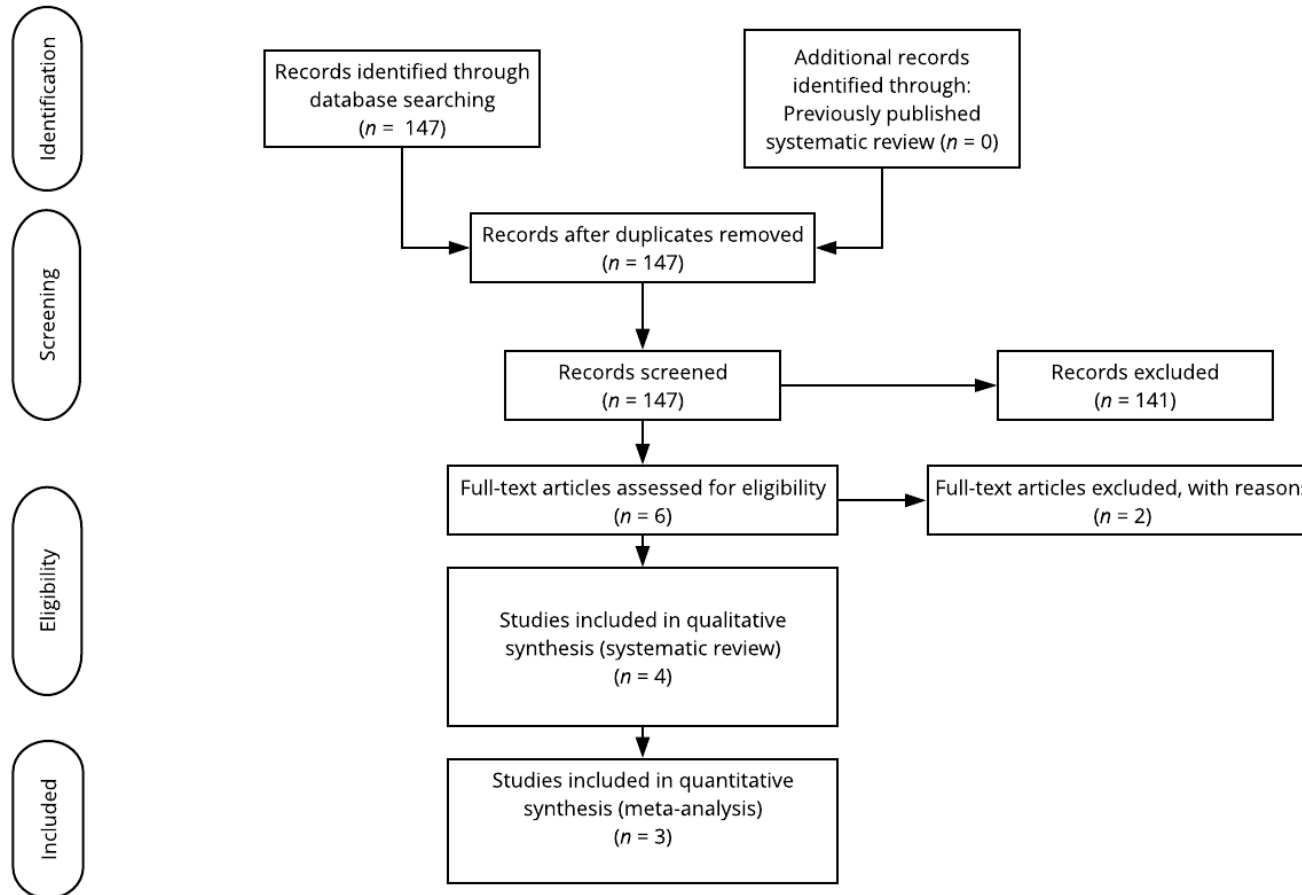 Identification
Records identified through
database searching
(n = 147)
Additional records
identified through:
Previously published
systematic review (n = 0)
Screening
Records after duplicates removed
(n = 147)
Records screened
(n = 147)
Records excluded
(n = 141)
Eligibility
Full-text articles assessed for eligibility
(n = 6)
Full-text articles excluded, with reasons
(n = 2)
Studies included in qualitative
synthesis (systematic review)
(n = 4)
Included
Studies included in quantitative
synthesis (meta-analysis)
(n = 3)